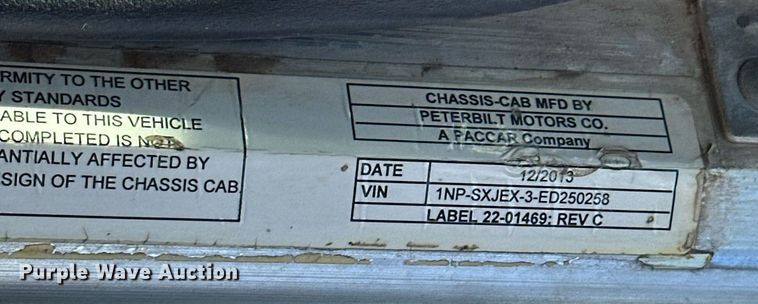 RMITY TO THE OTHER
Y STANDARDS
ABLE TO THIS VEHICLE
COMPLETED IS NOT
ANTIALLY AFFECTED BY
SIGN OF THE CHASSIS CAB.
CHASSIS-CAB MFD BY
PETERBILT MOTORS CO.
A PACCAR Company
DATE 12/2013
VIN 1NP-SXJEX-3-ED250258
LABEL 22-01469: REV C
Purple Wave Auction